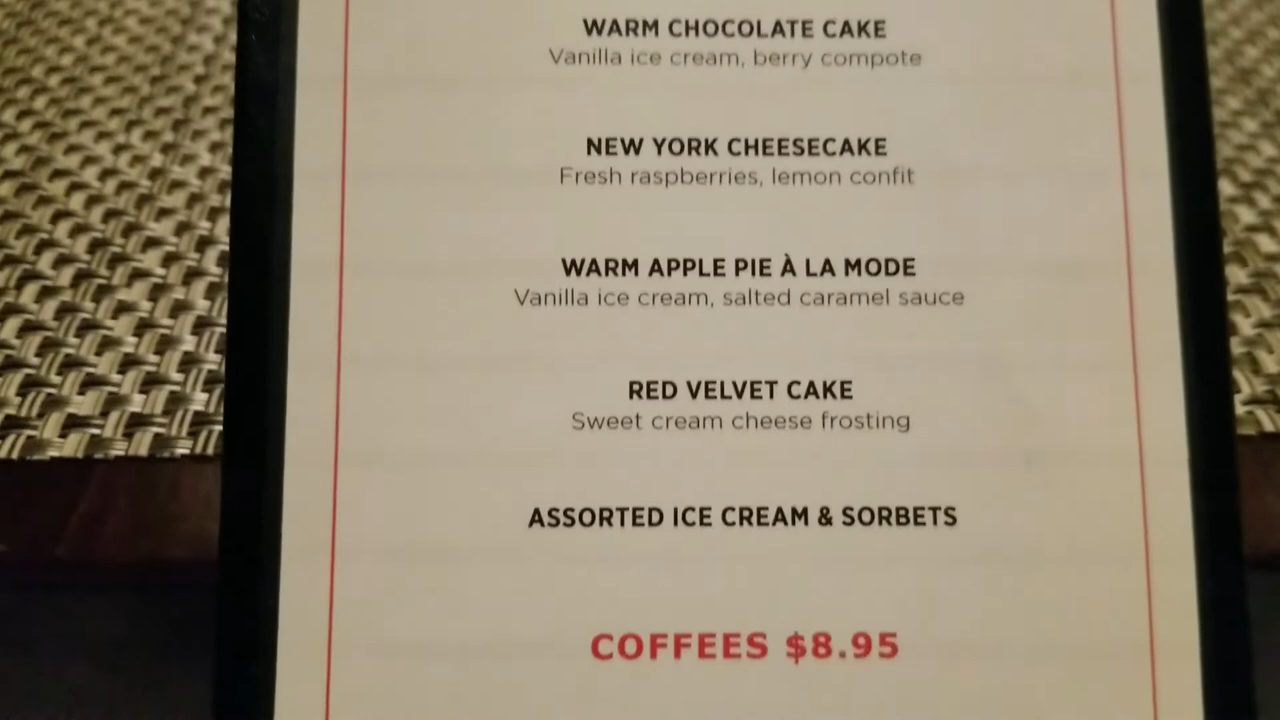 WARM CHOCOLATE CAKE
Vanilla ice cream, berry compote
NEW YORK CHEESECAKE
Fresh raspberries, lemon confit
WARM APPLE PIE À LA MODE
Vanilla ice cream, salted caramel sauce
RED VELVET CAKE
Sweet cream cheese frosting
ASSORTED ICE CREAM & SORBETS
COFFEES $8.95